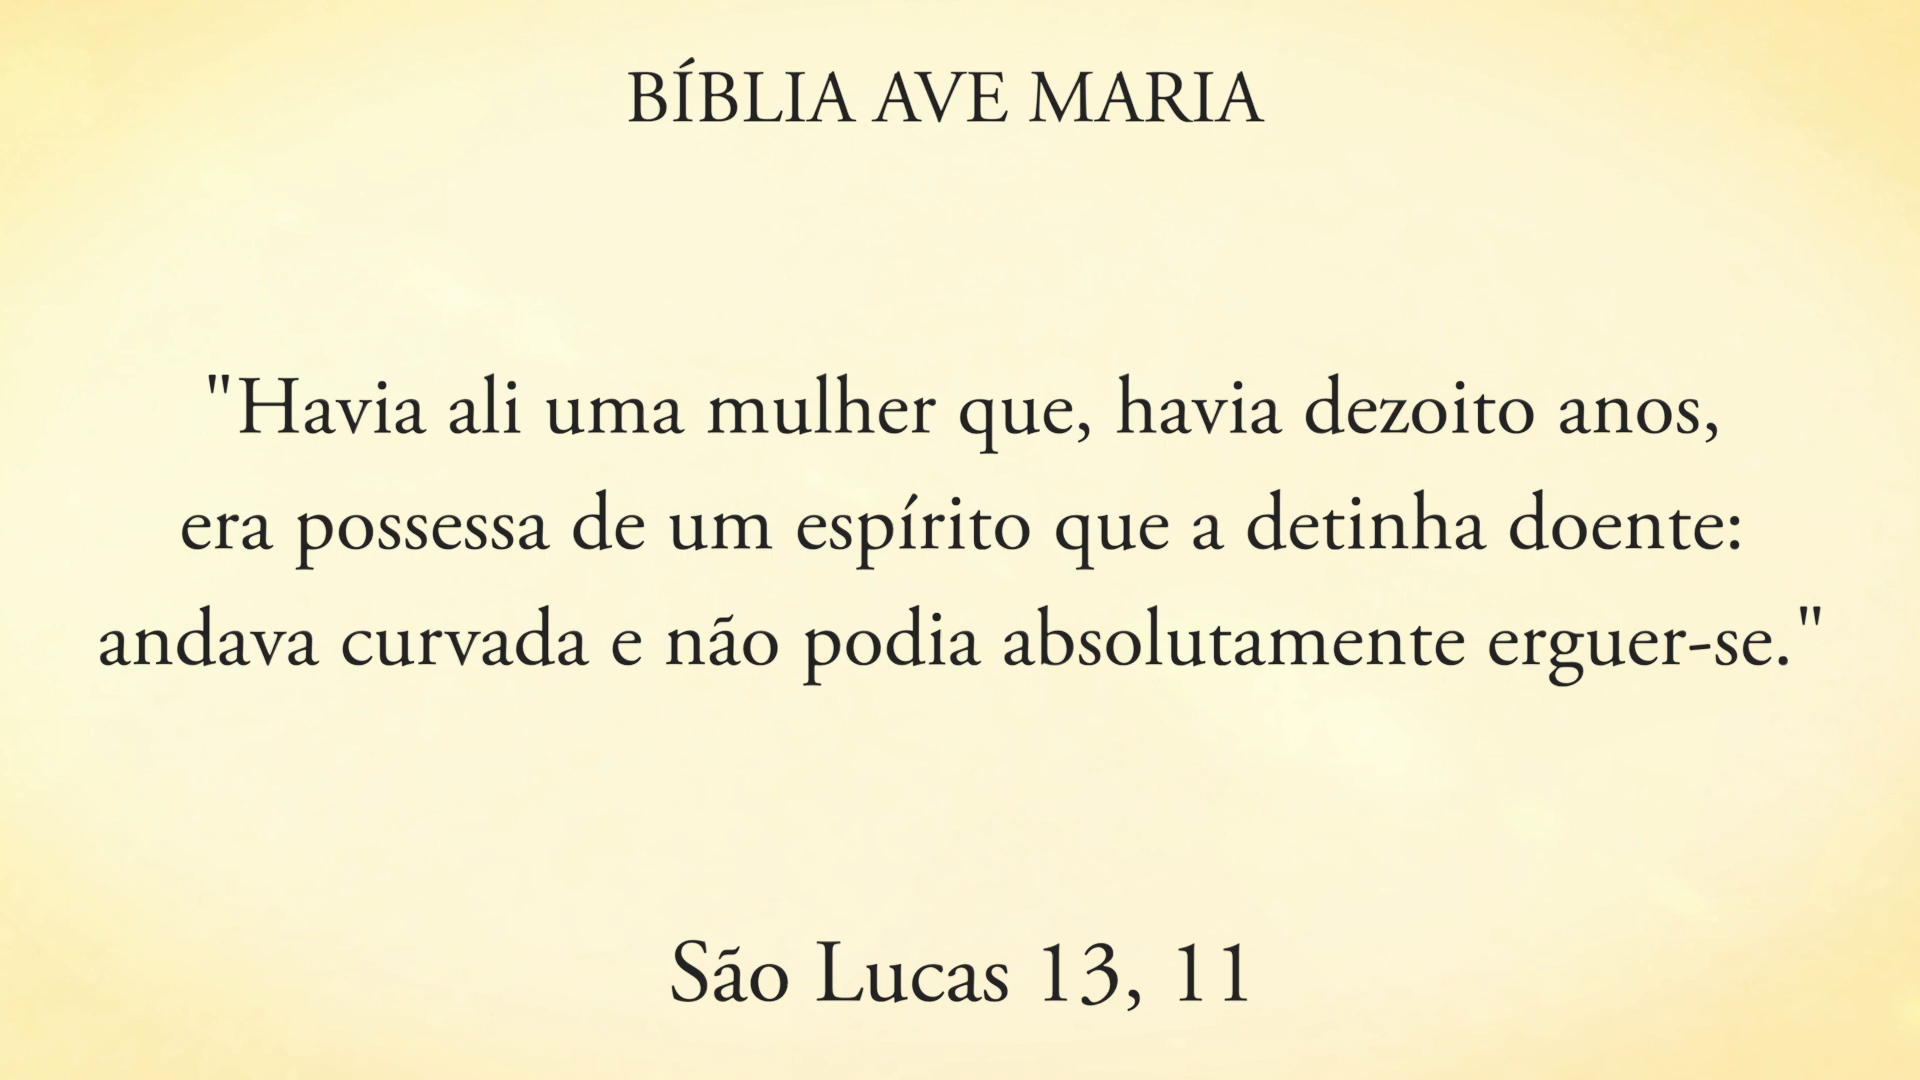 BÍBLIA AVE MARIA
"Havia ali uma mulher que, havia dezoito anos,
era possessa de um espírito que a detinha doente:
andava curvada e não podia absolutamente erguer-se."
São Lucas 13, 11